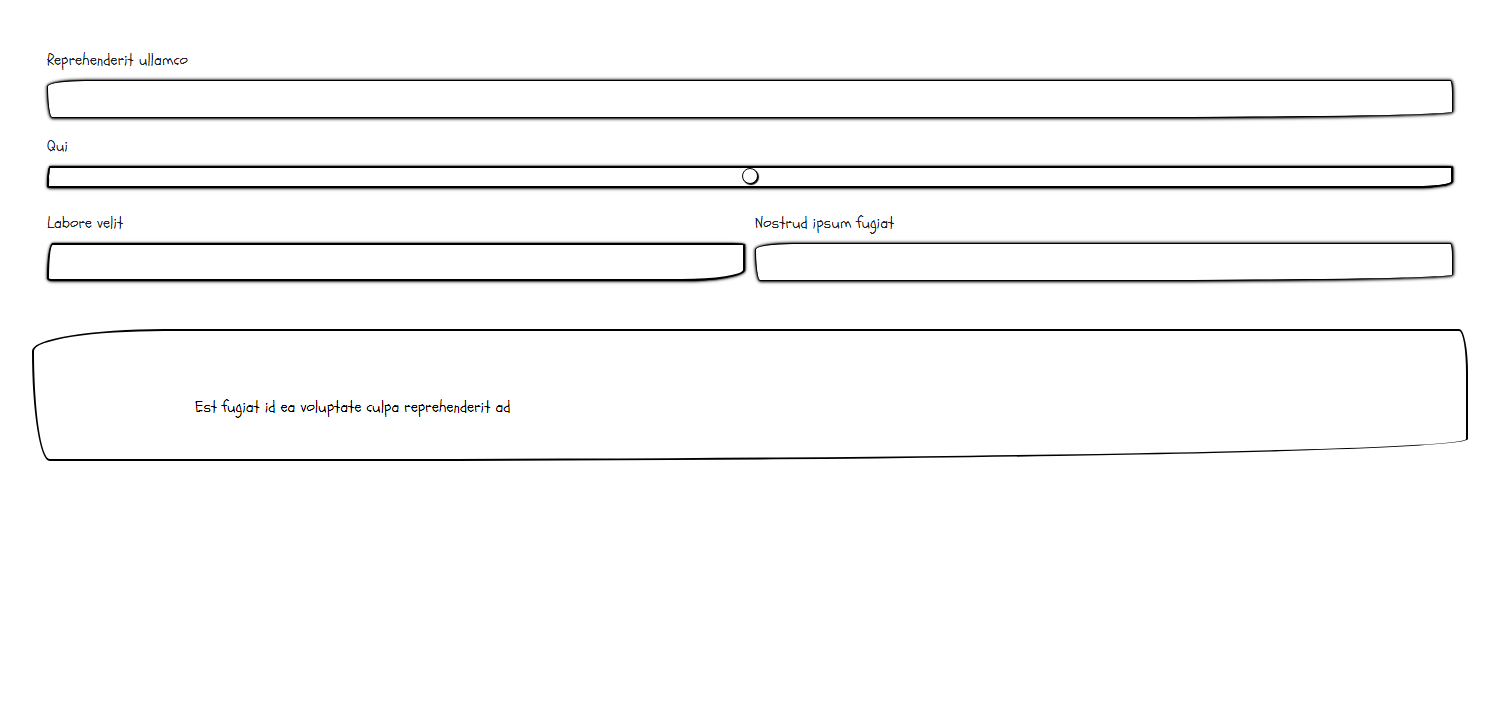 Reprehenderit ullamco
Qui
Labore velit
Nostrud ipsum fugiat
Est fugiat id ea voluptate culpa reprehenderit ad